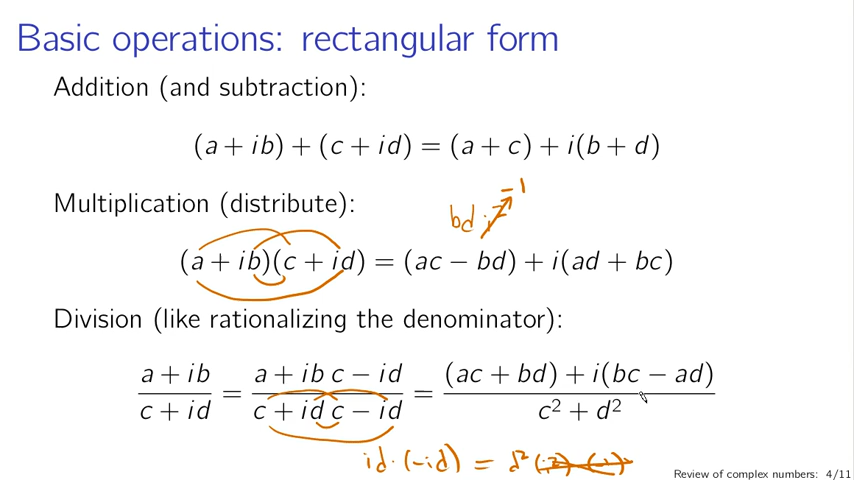 Basic operations: rectangular form
Addition (and subtraction):
(a + ib) + (c + id) = (a + c) + i(b + d)
-1
Multiplication (distribute):
bd i²
(a + ib)(c + id) = (ac − bd) + i(ad + bc)
Division (like rationalizing the denominator):
a + ib / c + id = a + ib c − id / c + id c − id = (ac + bd) + i(bc − ad) / c² + d²
id · (-id) = d²
Review of complex numbers: 4/11